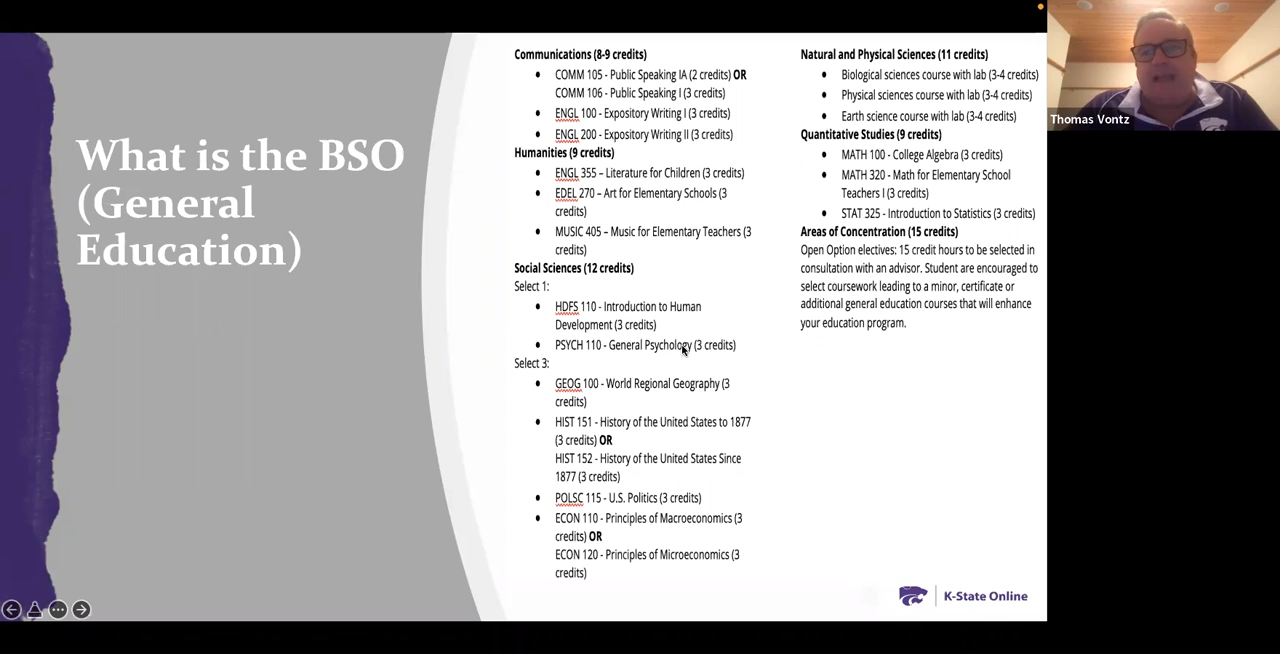 What is the BSO
(General
Education)
Communications (8-9 credits)
COMM 105 - Public Speaking IA (2 credits) OR
COMM 106 - Public Speaking I (3 credits)
ENGL 100 - Expository Writing I (3 credits)
ENGL 200 - Expository Writing II (3 credits)
Humanities (9 credits)
ENGL 355 – Literature for Children (3 credits)
EDEL 270 – Art for Elementary Schools (3
credits)
MUSIC 405 – Music for Elementary Teachers (3
credits)
Social Sciences (12 credits)
Select 1:
HDFS 110 - Introduction to Human
Development (3 credits)
PSYCH 110 - General Psychology (3 credits)
Select 3:
GEOG 100 - World Regional Geography (3
credits)
HIST 151 - History of the United States to 1877
(3 credits) OR
HIST 152 - History of the United States Since
1877 (3 credits)
POLSC 115 - U.S. Politics (3 credits)
ECON 110 - Principles of Macroeconomics (3
credits) OR
ECON 120 - Principles of Microeconomics (3
credits)
Natural and Physical Sciences (11 credits)
Biological sciences course with lab (3-4 credits)
Physical sciences course with lab (3-4 credits)
Earth science course with lab (3-4 credits)
Quantitative Studies (9 credits)
MATH 100 - College Algebra (3 credits)
MATH 320 - Math for Elementary School
Teachers I (3 credits)
STAT 325 - Introduction to Statistics (3 credits)
Areas of Concentration (15 credits)
Open Option electives: 15 credit hours to be selected in
consultation with an advisor. Student are encouraged to
select coursework leading to a minor, certificate or
additional general education courses that will enhance
your education program.
K-State Online
Thomas Vontz